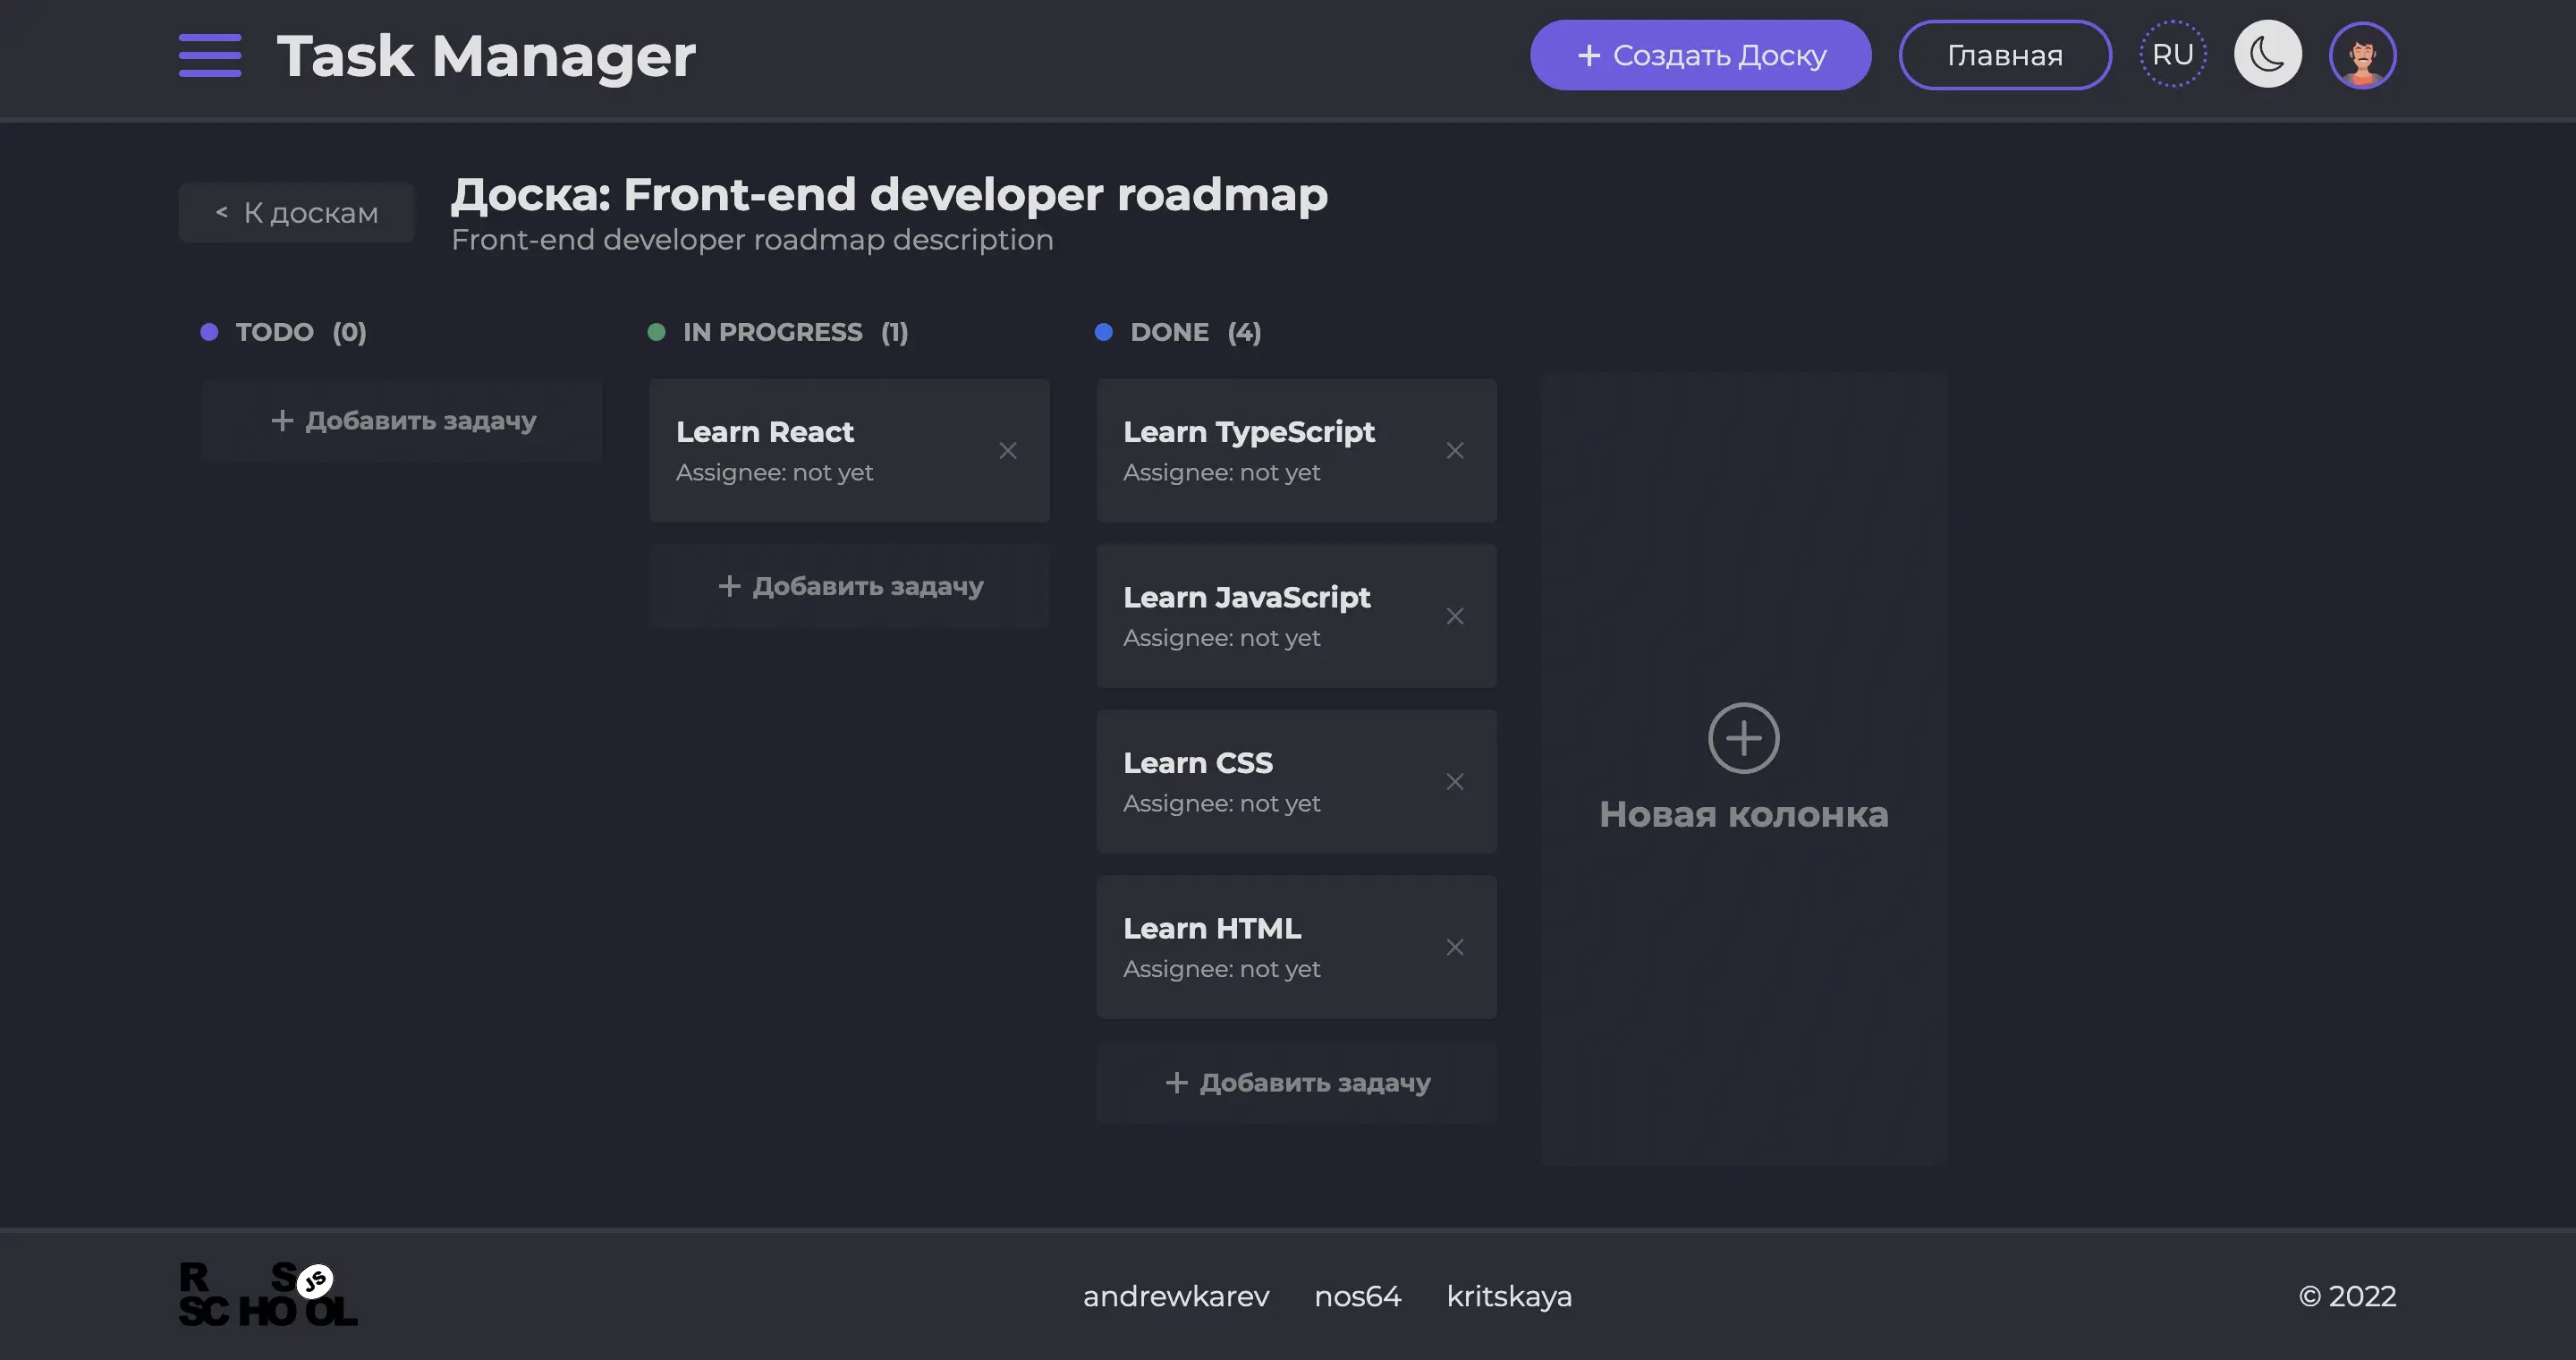 Task Manager
+ Создать Доску
Главная
RU
< К доскам
Доска: Front-end developer roadmap
Front-end developer roadmap description
TODO (0)
+ Добавить задачу
IN PROGRESS (1)
Learn React
Assignee: not yet
+ Добавить задачу
DONE (4)
Learn TypeScript
Assignee: not yet
Learn JavaScript
Assignee: not yet
Learn CSS
Assignee: not yet
Learn HTML
Assignee: not yet
+ Добавить задачу
Новая колонка
RS JS
SCHOOL
andrewkarev nos64 kritskaya
© 2022